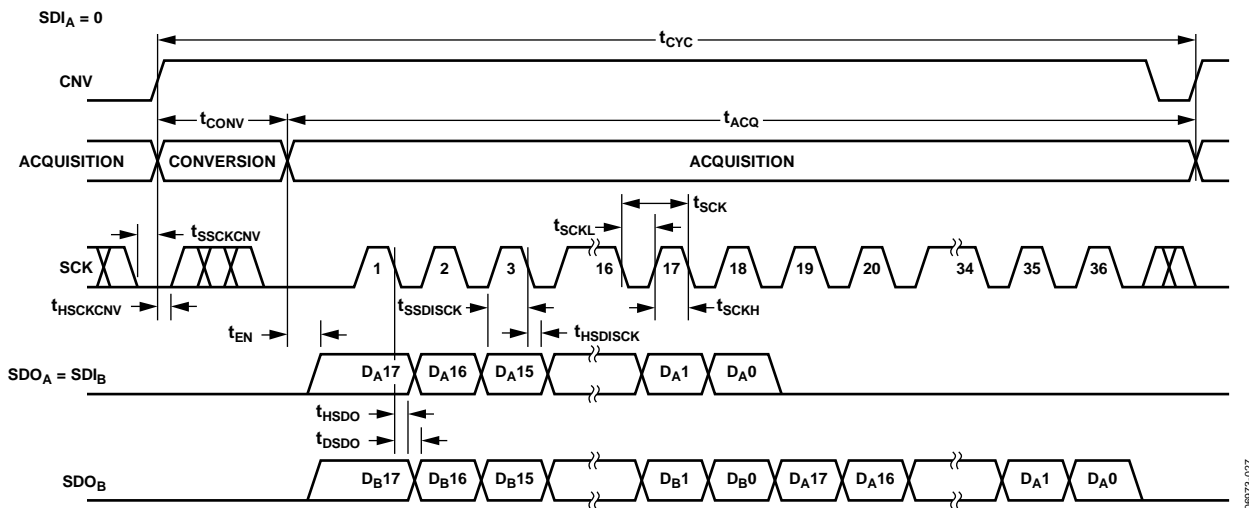 SDIA = 0
tCYC
CNV
tCONV
tACQ
ACQUISITION CONVERSION ACQUISITION
tSCK
tSCKL
tSSCKCNV
SCK 1 2 3 16 17 18 19 20 34 35 36
tHSCKCNV
tSSDISCK
tSCKH
tEN
tHSDISCK
SDOA = SDIB DA17 DA16 DA15 DA1 DA0
tHSDO
tDSDO
SDOB DB17 DB16 DB15 DB1 DB0 DA17 DA16 DA1 DA0
06973-027